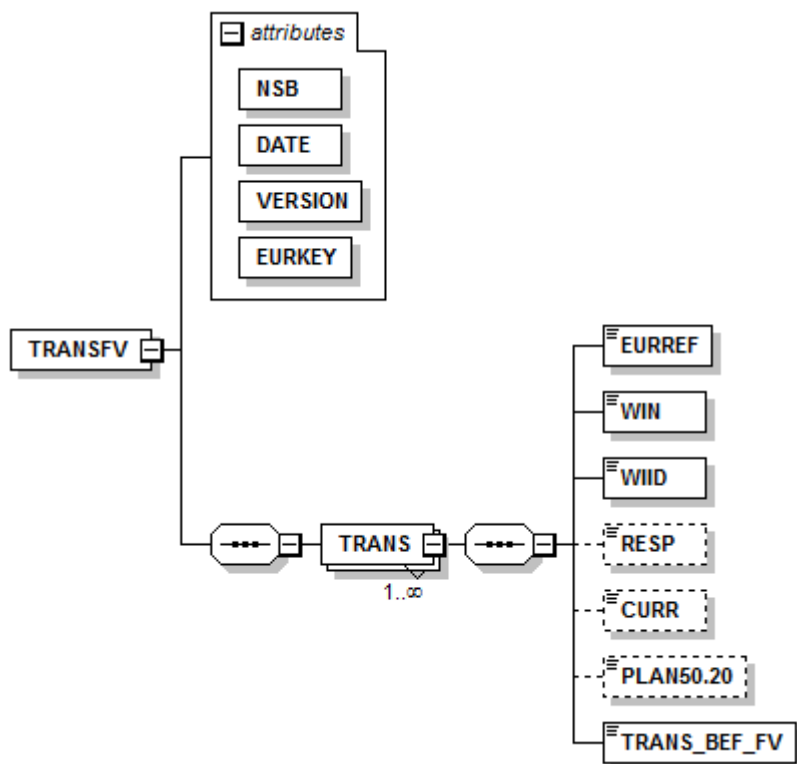 attributes
NSB
DATE
VERSION
EURKEY
TRANSFV
EURREF
WIN
WIID
TRANS
1..∞
RESP
CURR
PLAN50.20
TRANS_BEF_FV